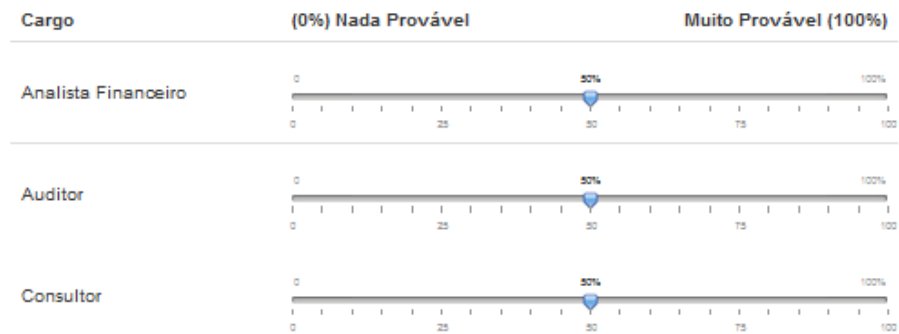 Cargo (0%) Nada Provável Muito Provável (100%)
0 50% 100%
Analista Financeiro
0 25 50 75 100
0 50% 100%
Auditor
0 25 50 75 100
0 50% 100%
Consultor
0 25 50 75 100